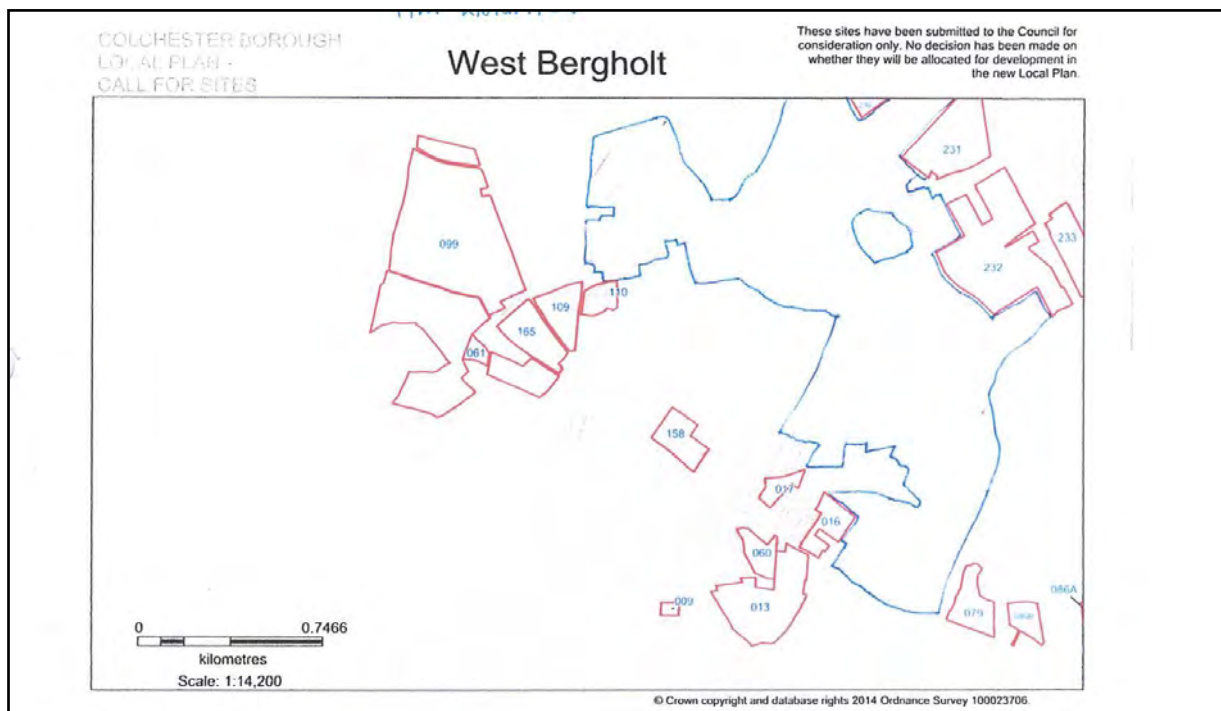 COLCHESTER BOROUGH
LOCAL PLAN -
CALL FOR SITES
West Bergholt
These sites have been submitted to the Council for
consideration only. No decision has been made on
whether they will be allocated for development in
the new Local Plan.
231
099
233
232
110
109
165
061
158
017
016
060
009
013
079
086A
0 0.7466
kilometres
Scale: 1:14,200
© Crown copyright and database rights 2014 Ordnance Survey 100023706.